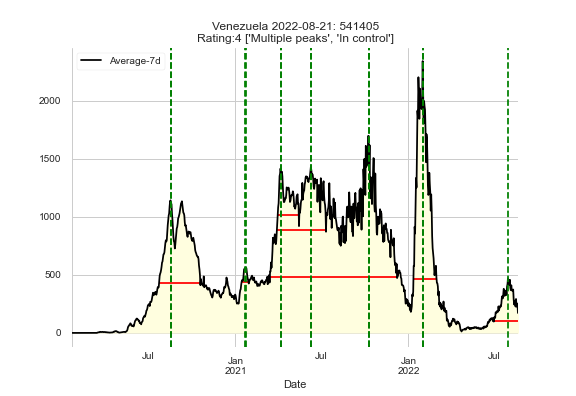 Venezuela 2022-08-21: 541405
Rating:4 ['Multiple peaks', 'In control']
Average-7d
2000
1500
1000
500
0
Jul
Jan
2021
Jul
Jan
2022
Jul
Date